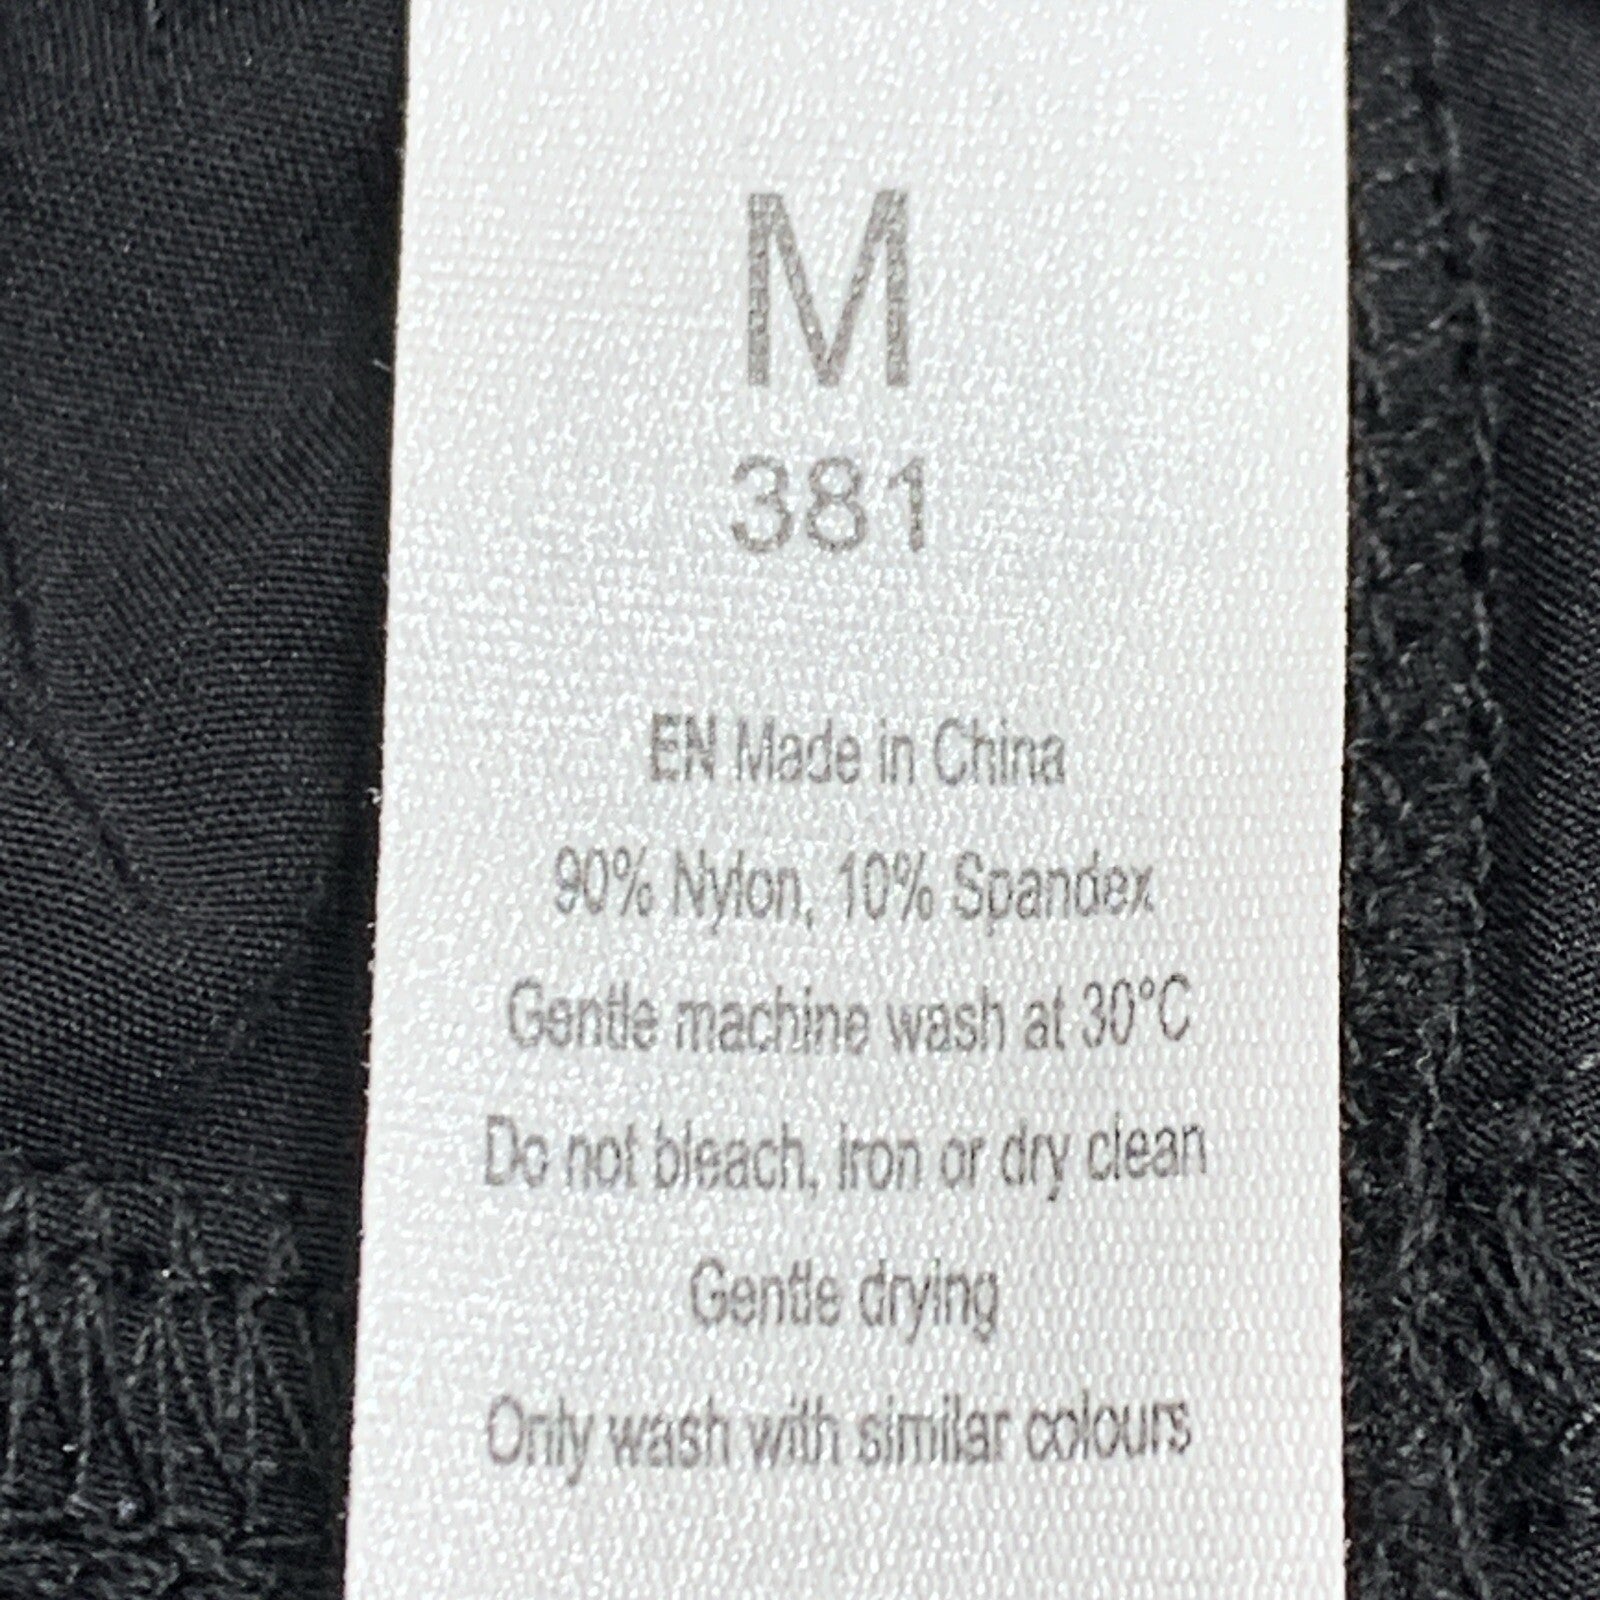 M
381
EN Made in China
90% Nylon, 10% Spandex
Gentle machine wash at 30°C
Do not bleach, iron or dry clean
Gentle drying
Only wash with similar colours